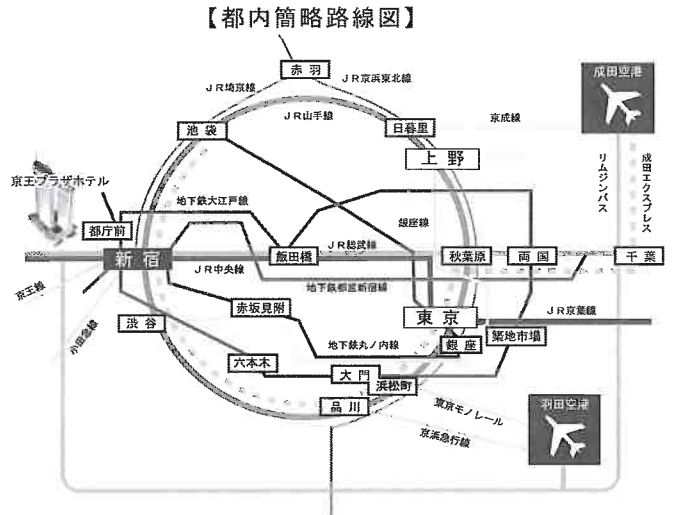 【都内簡略路線図】
赤羽
JR埼京線
JR京浜東北線
JR山手線
池袋
日暮里
上野
京成線
成田空港
リムジンバス
成田エクスプレス
京王プラザホテル
都庁前
地下鉄大江戸線
銀座線
新宿
飯田橋
JR総武線
秋葉原
両国
千葉
JR中央線
地下鉄都営新宿線
京王線
小田急線
渋谷
赤坂見附
東京
JR京葉線
銀座
築地市場
地下鉄丸ノ内線
六本木
大門
浜松町
品川
東京モノレール
京浜急行線
羽田空港